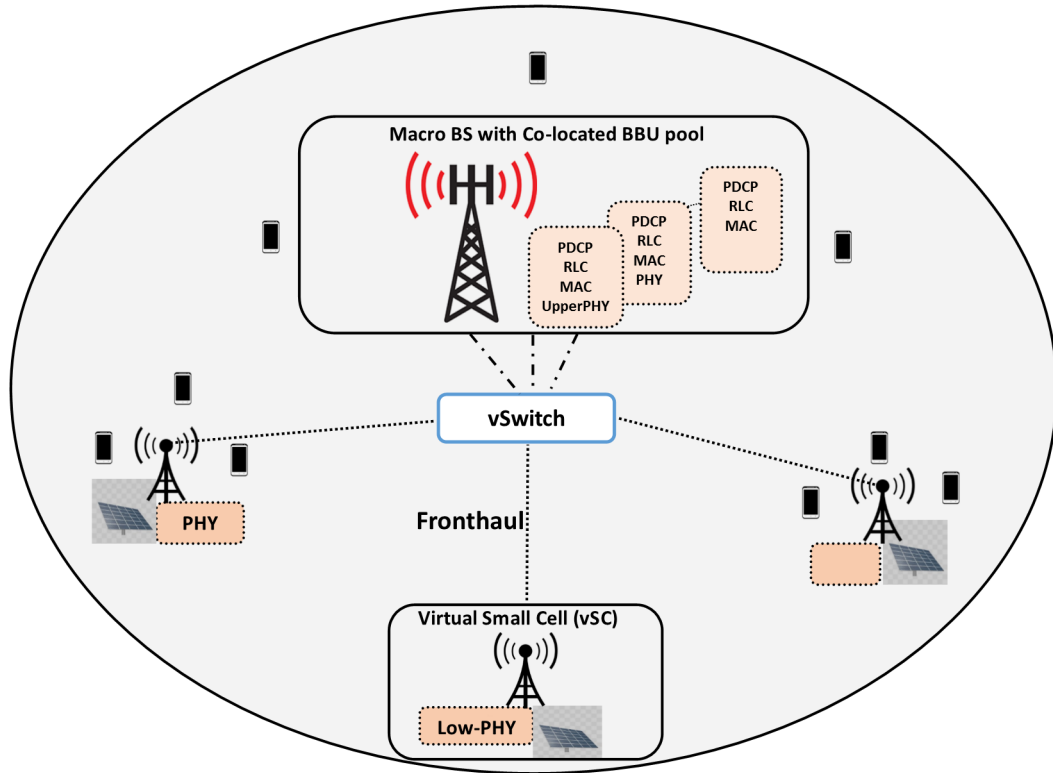 Macro BS with Co-located BBU pool
PDCP
RLC
MAC
PDCP
RLC
MAC
PHY
PDCP
RLC
MAC
UpperPHY
vSwitch
PHY
Fronthaul
Virtual Small Cell (vSC)
Low-PHY